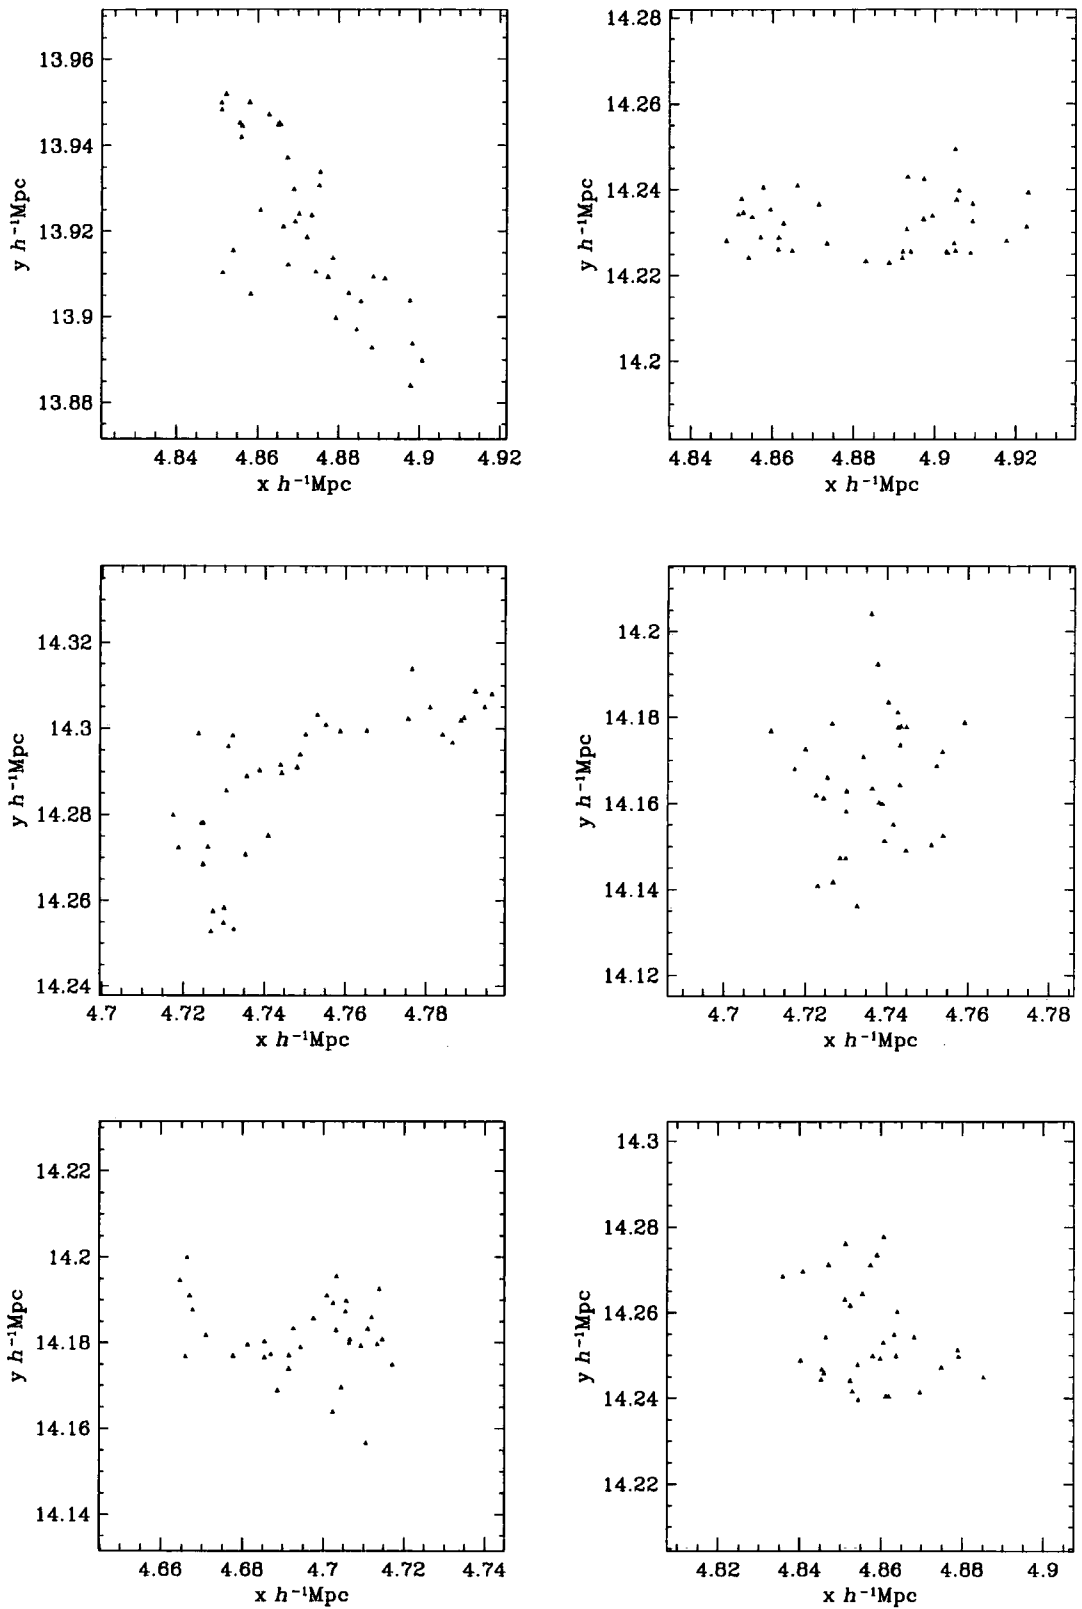 13.96
13.94
13.92
13.9
13.88
y h⁻¹Mpc
4.84 4.86 4.88 4.9 4.92
x h⁻¹Mpc
14.28
14.26
14.24
14.22
14.2
y h⁻¹Mpc
4.84 4.86 4.88 4.9 4.92
x h⁻¹Mpc
14.32
14.3
14.28
14.26
14.24
y h⁻¹Mpc
4.7 4.72 4.74 4.76 4.78
x h⁻¹Mpc
14.2
14.18
14.16
14.14
14.12
y h⁻¹Mpc
4.7 4.72 4.74 4.76 4.78
x h⁻¹Mpc
14.22
14.2
14.18
14.16
14.14
y h⁻¹Mpc
4.66 4.68 4.7 4.72 4.74
x h⁻¹Mpc
14.3
14.28
14.26
14.24
14.22
y h⁻¹Mpc
4.82 4.84 4.86 4.88 4.9
x h⁻¹Mpc